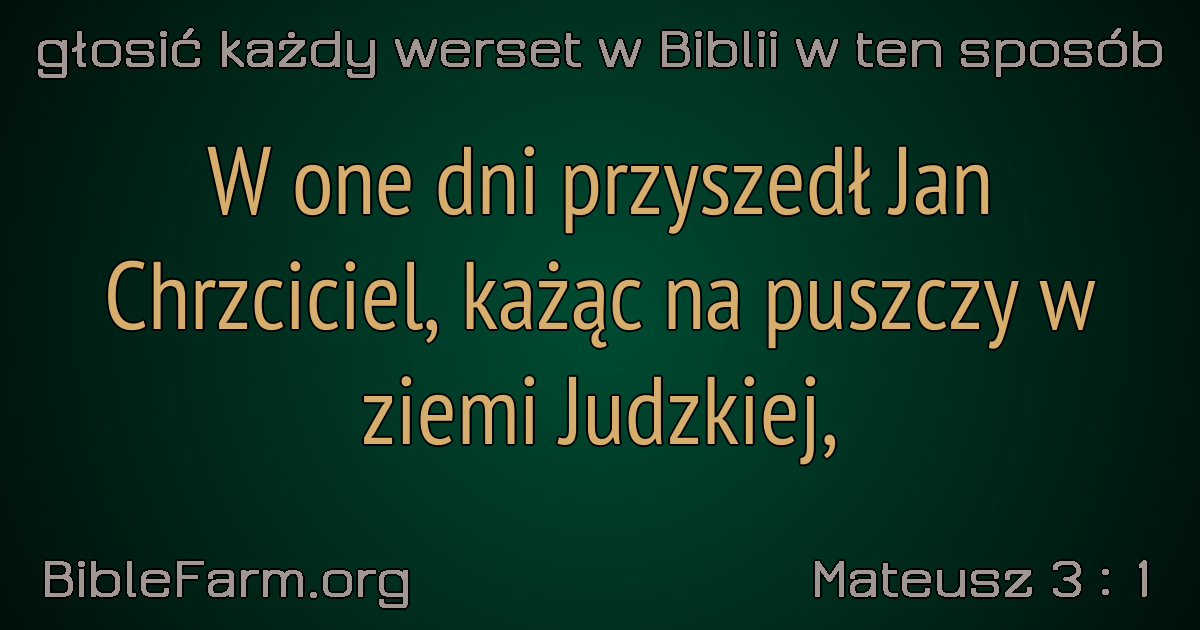 głosić każdy werset w Biblii w ten sposób
W one dni przyszedł Jan
Chrzciciel, każąc na puszczy w
ziemi Judzkiej,
BibleFarm.org
Mateusz 3 : 1